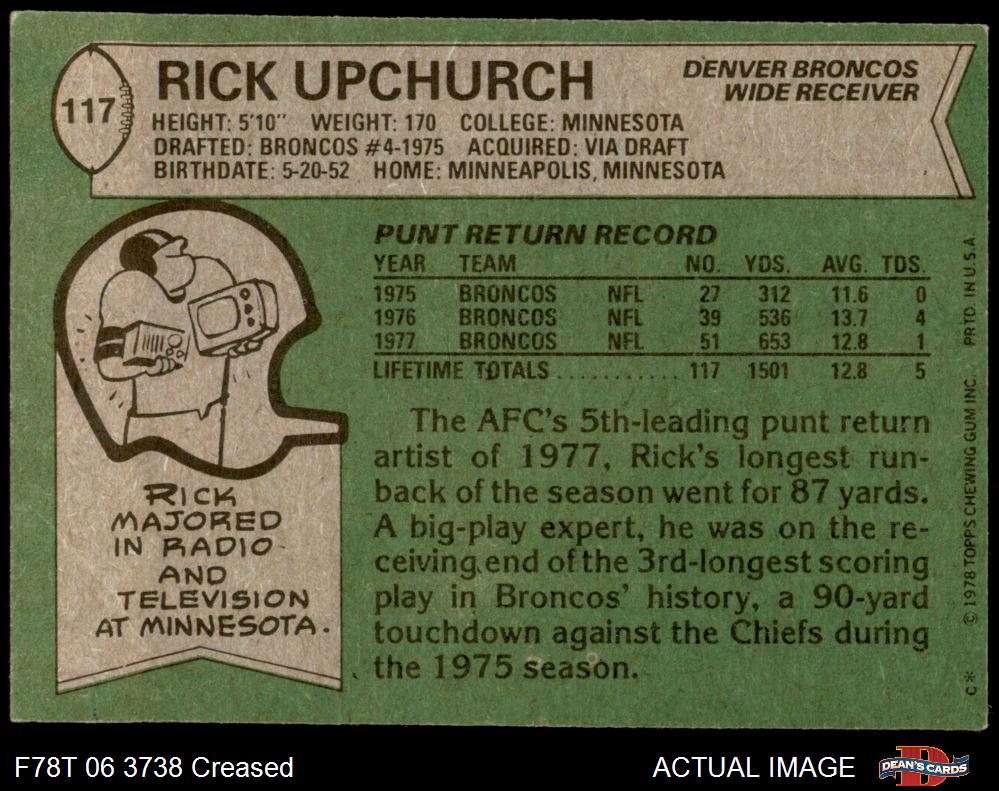 117
RICK UPCHURCH
DENVER BRONCOS
WIDE RECEIVER
HEIGHT: 5'10" WEIGHT: 170 COLLEGE: MINNESOTA
DRAFTED: BRONCOS #4-1975 ACQUIRED: VIA DRAFT
BIRTHDATE: 5-20-52 HOME: MINNEAPOLIS, MINNESOTA
PUNT RETURN RECORD
YEAR TEAM NO. YDS. AVG. TDS.
1975 BRONCOS NFL 27 312 11.6 0
1976 BRONCOS NFL 39 536 13.7 4
1977 BRONCOS NFL 51 653 12.8 1
LIFETIME TOTALS ........... 117 1501 12.8 5
The AFC's 5th-leading punt return
artist of 1977, Rick's longest run-
back of the season went for 87 yards.
A big-play expert, he was on the re-
ceiving end of the 3rd-longest scoring
play in Broncos' history, a 90-yard
touchdown against the Chiefs during
the 1975 season.
RICK
MAJORED
IN RADIO
AND
TELEVISION
AT MINNESOTA.
C* © 1978 TOPPS CHEWING GUM INC. PRTD. IN U.S.A.
F78T 06 3738 Creased
ACTUAL IMAGE
D
DEAN'S CARDS